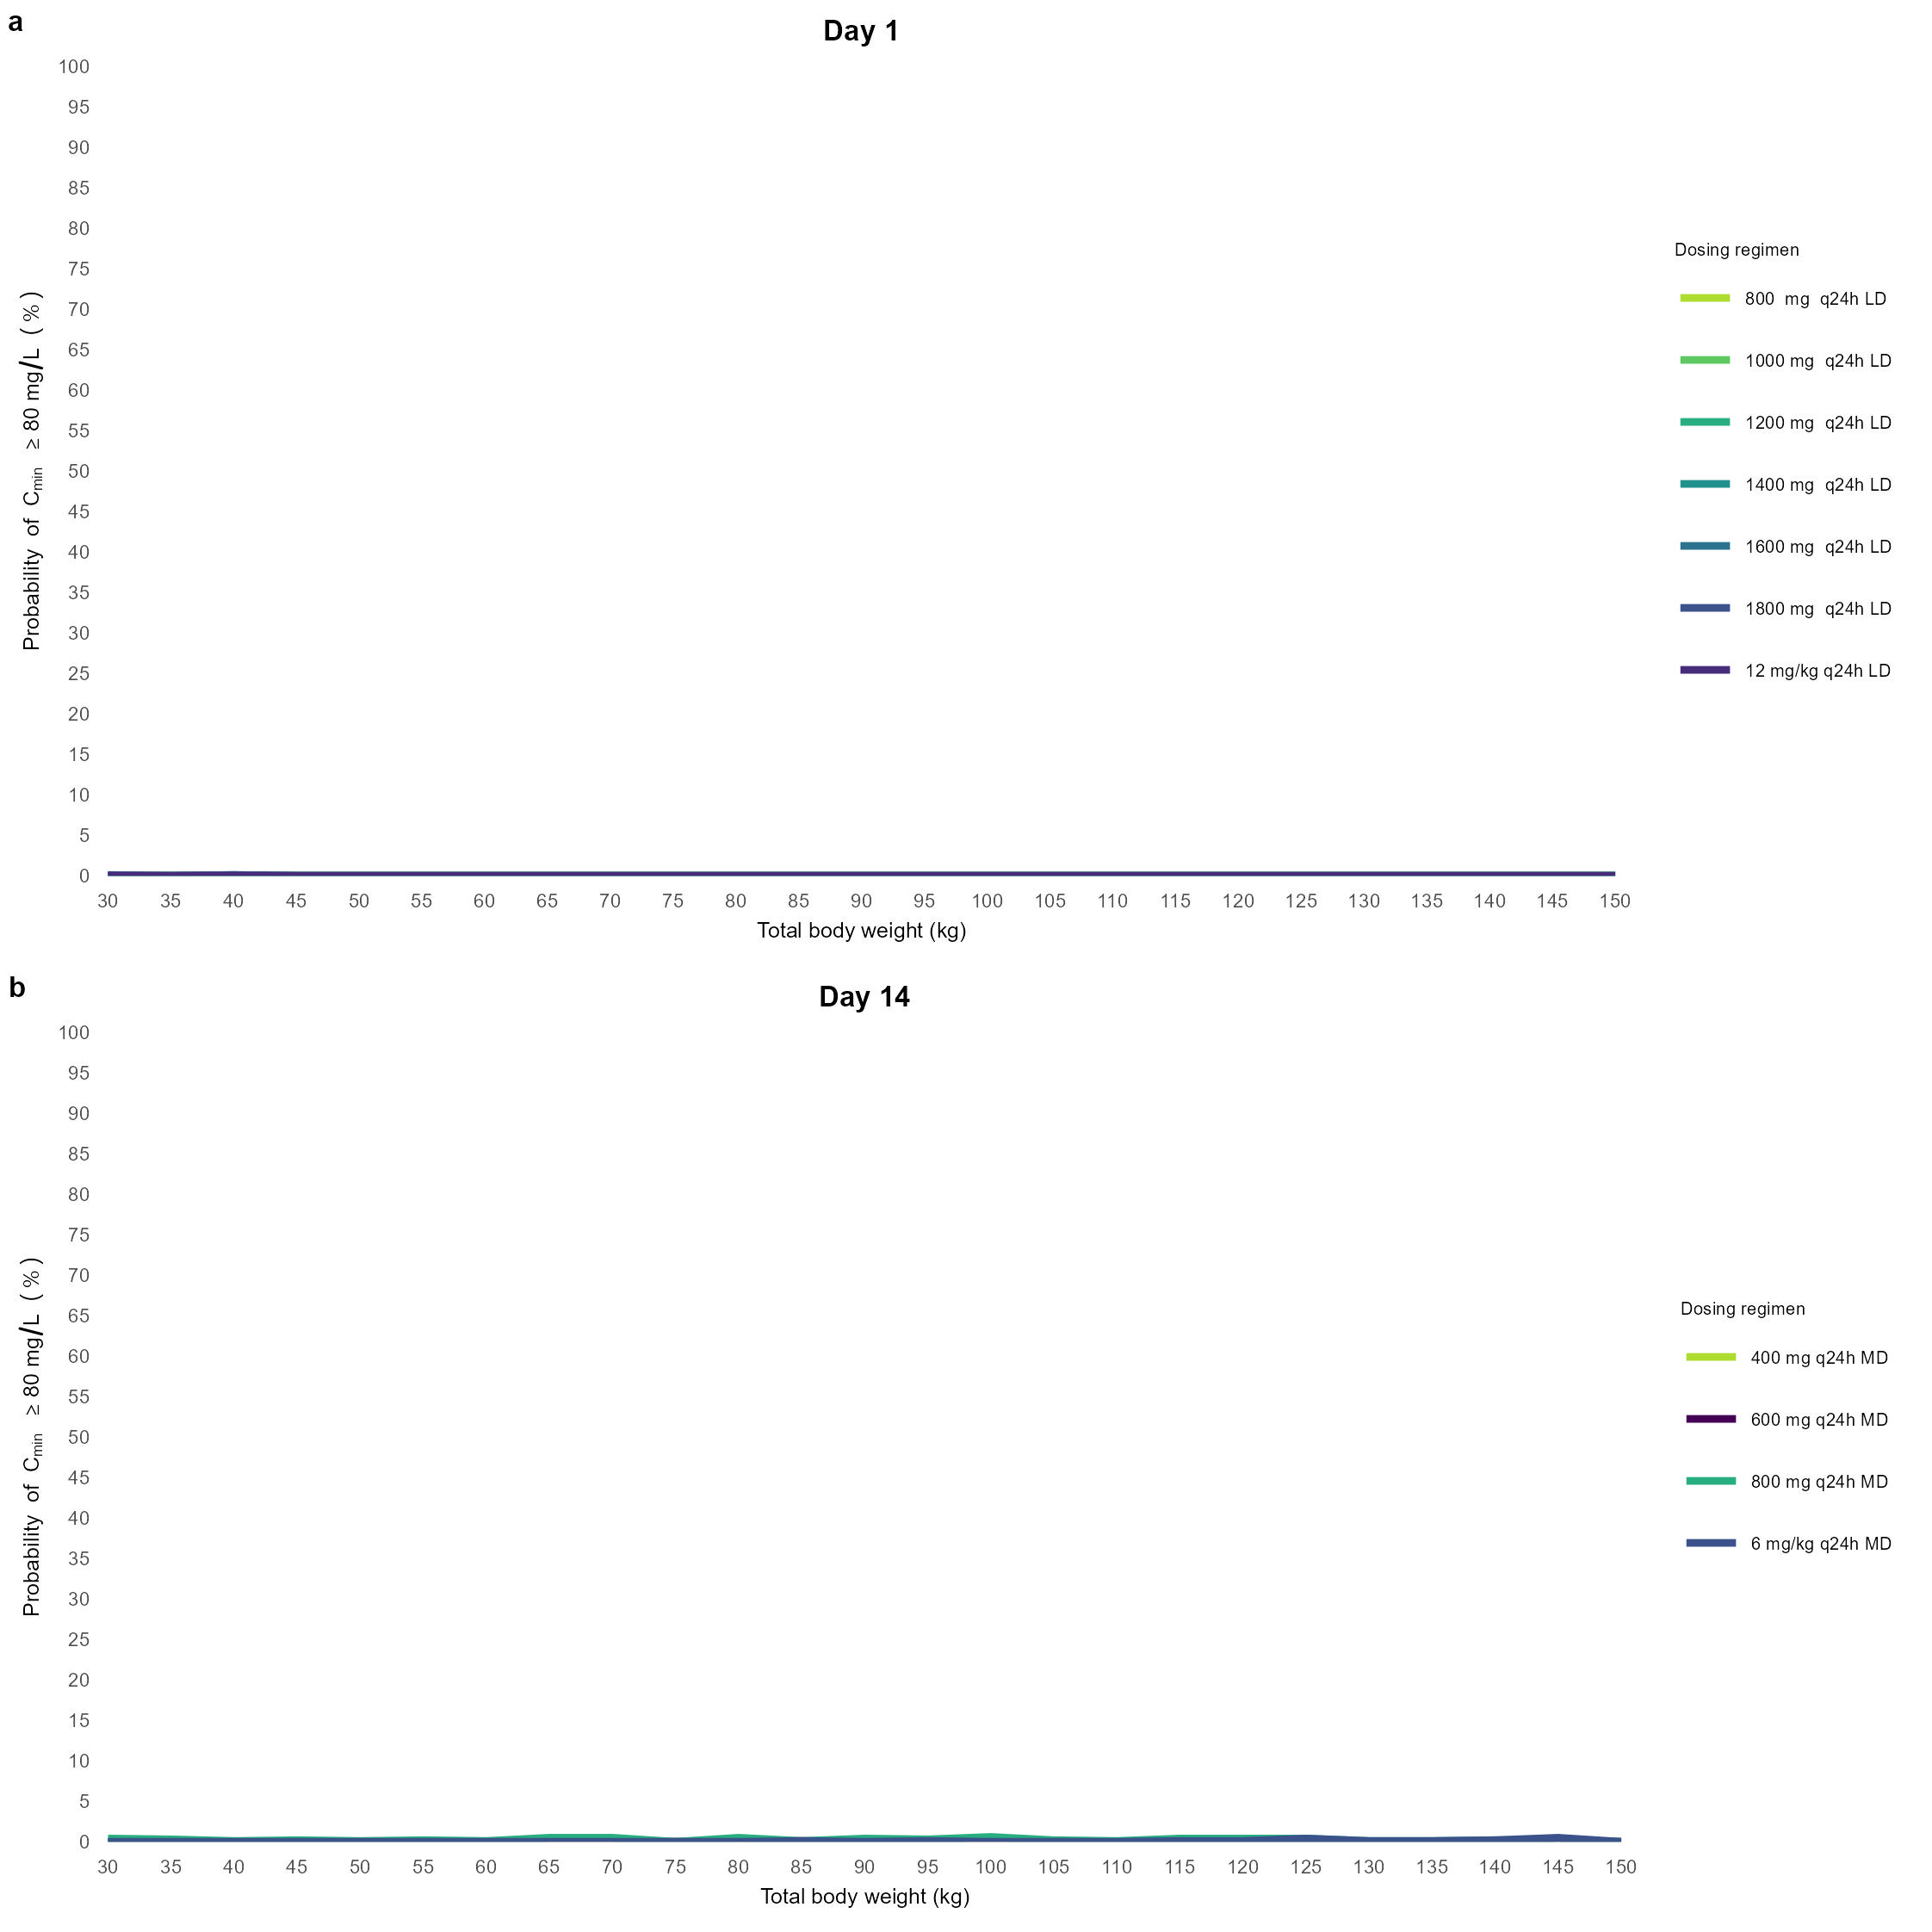 a
Day 1
100
95
90
85
80
75
70
65
60
55
50
45
40
35
30
25
20
15
10
5
0
Probability of Cmin ≥ 80 mg/L ( % )
30 35 40 45 50 55 60 65 70 75 80 85 90 95 100 105 110 115 120 125 130 135 140 145 150
Total body weight (kg)
Dosing regimen
800 mg q24h LD
1000 mg q24h LD
1200 mg q24h LD
1400 mg q24h LD
1600 mg q24h LD
1800 mg q24h LD
12 mg/kg q24h LD
b
Day 14
100
95
90
85
80
75
70
65
60
55
50
45
40
35
30
25
20
15
10
5
0
Probability of Cmin ≥ 80 mg/L ( % )
30 35 40 45 50 55 60 65 70 75 80 85 90 95 100 105 110 115 120 125 130 135 140 145 150
Total body weight (kg)
Dosing regimen
400 mg q24h MD
600 mg q24h MD
800 mg q24h MD
6 mg/kg q24h MD